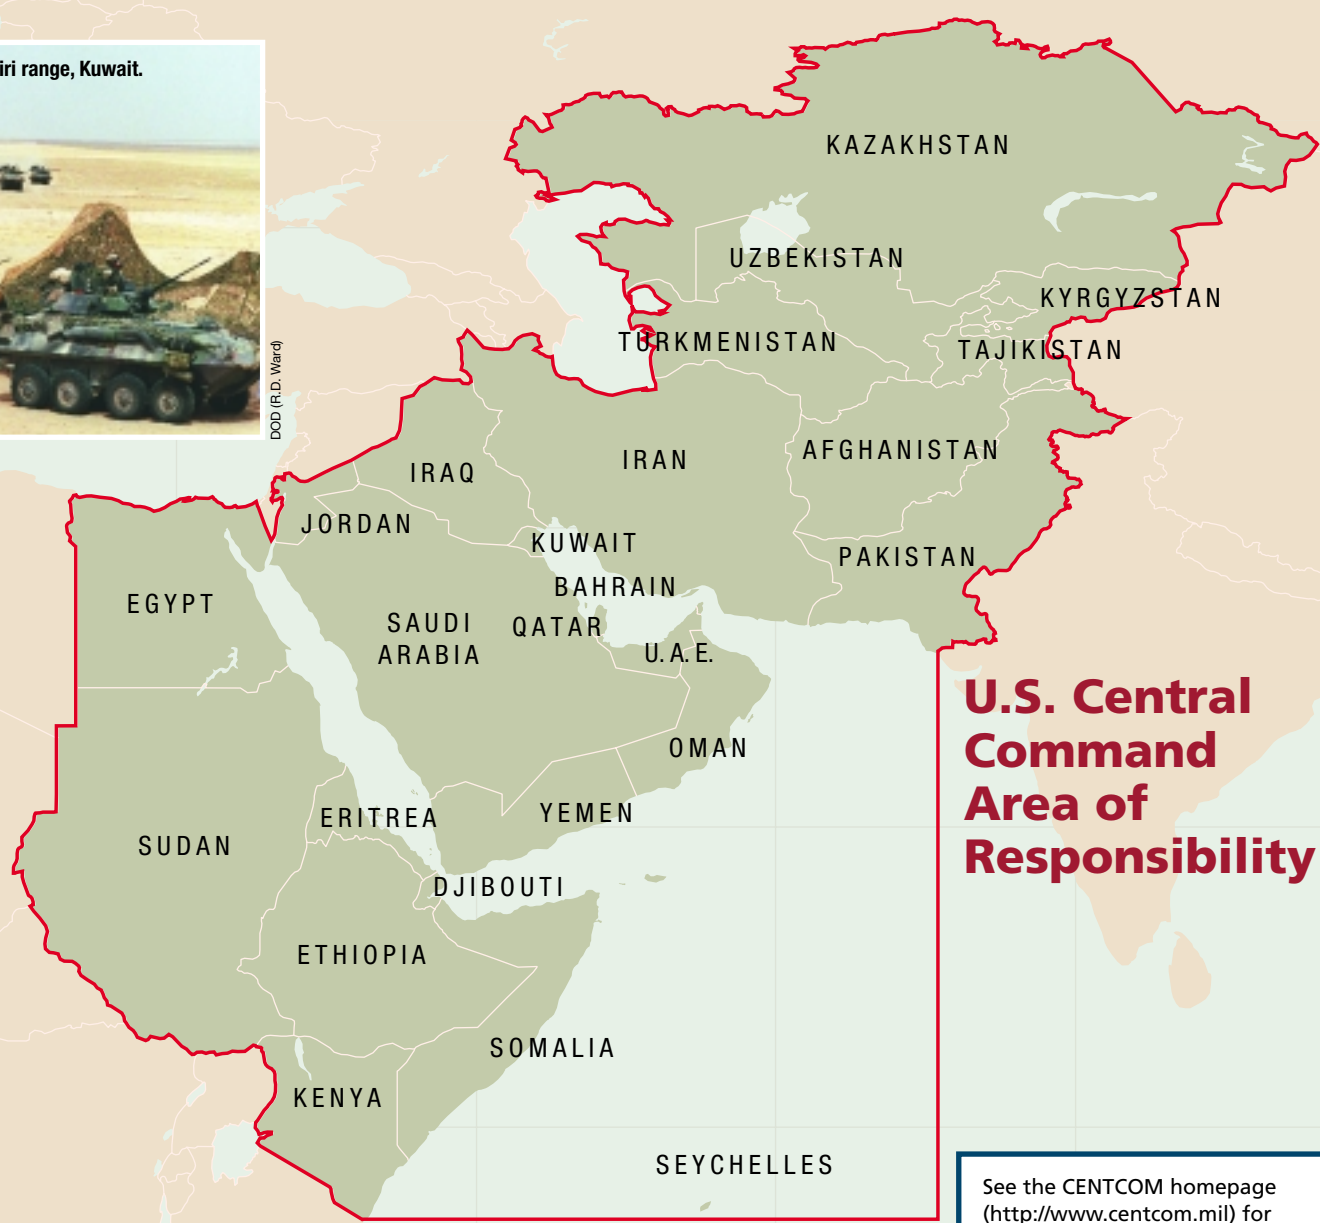 iri range, Kuwait.
DOD (R.D. Ward)
KAZAKHSTAN
UZBEKISTAN
KYRGYZSTAN
TURKMENISTAN
TAJIKISTAN
AFGHANISTAN
IRAN
IRAQ
JORDAN
KUWAIT
PAKISTAN
BAHRAIN
EGYPT
SAUDI
ARABIA
QATAR
U.A.E.
OMAN
YEMEN
ERITREA
SUDAN
DJIBOUTI
ETHIOPIA
SOMALIA
KENYA
SEYCHELLES
U.S. Central
Command
Area of
Responsibility
See the CENTCOM homepage
(http://www.centcom.mil) for